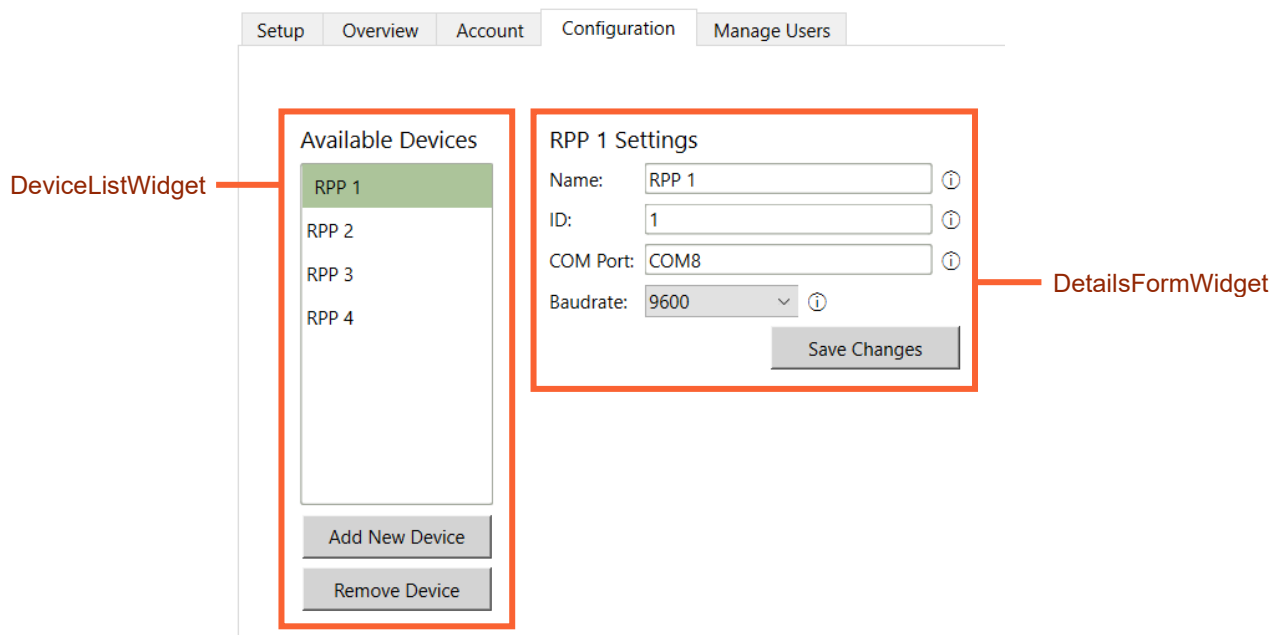 Setup Overview Account Configuration Manage Users
DeviceListWidget
Available Devices
RPP 1
RPP 2
RPP 3
RPP 4
Add New Device
Remove Device
RPP 1 Settings
Name: RPP 1
ID: 1
COM Port: COM8
Baudrate: 9600
Save Changes
DetailsFormWidget